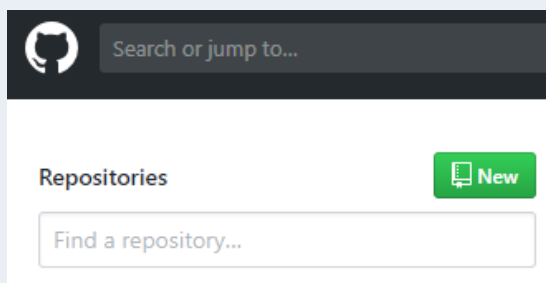 Search or jump to...
Repositories
New
Find a repository...